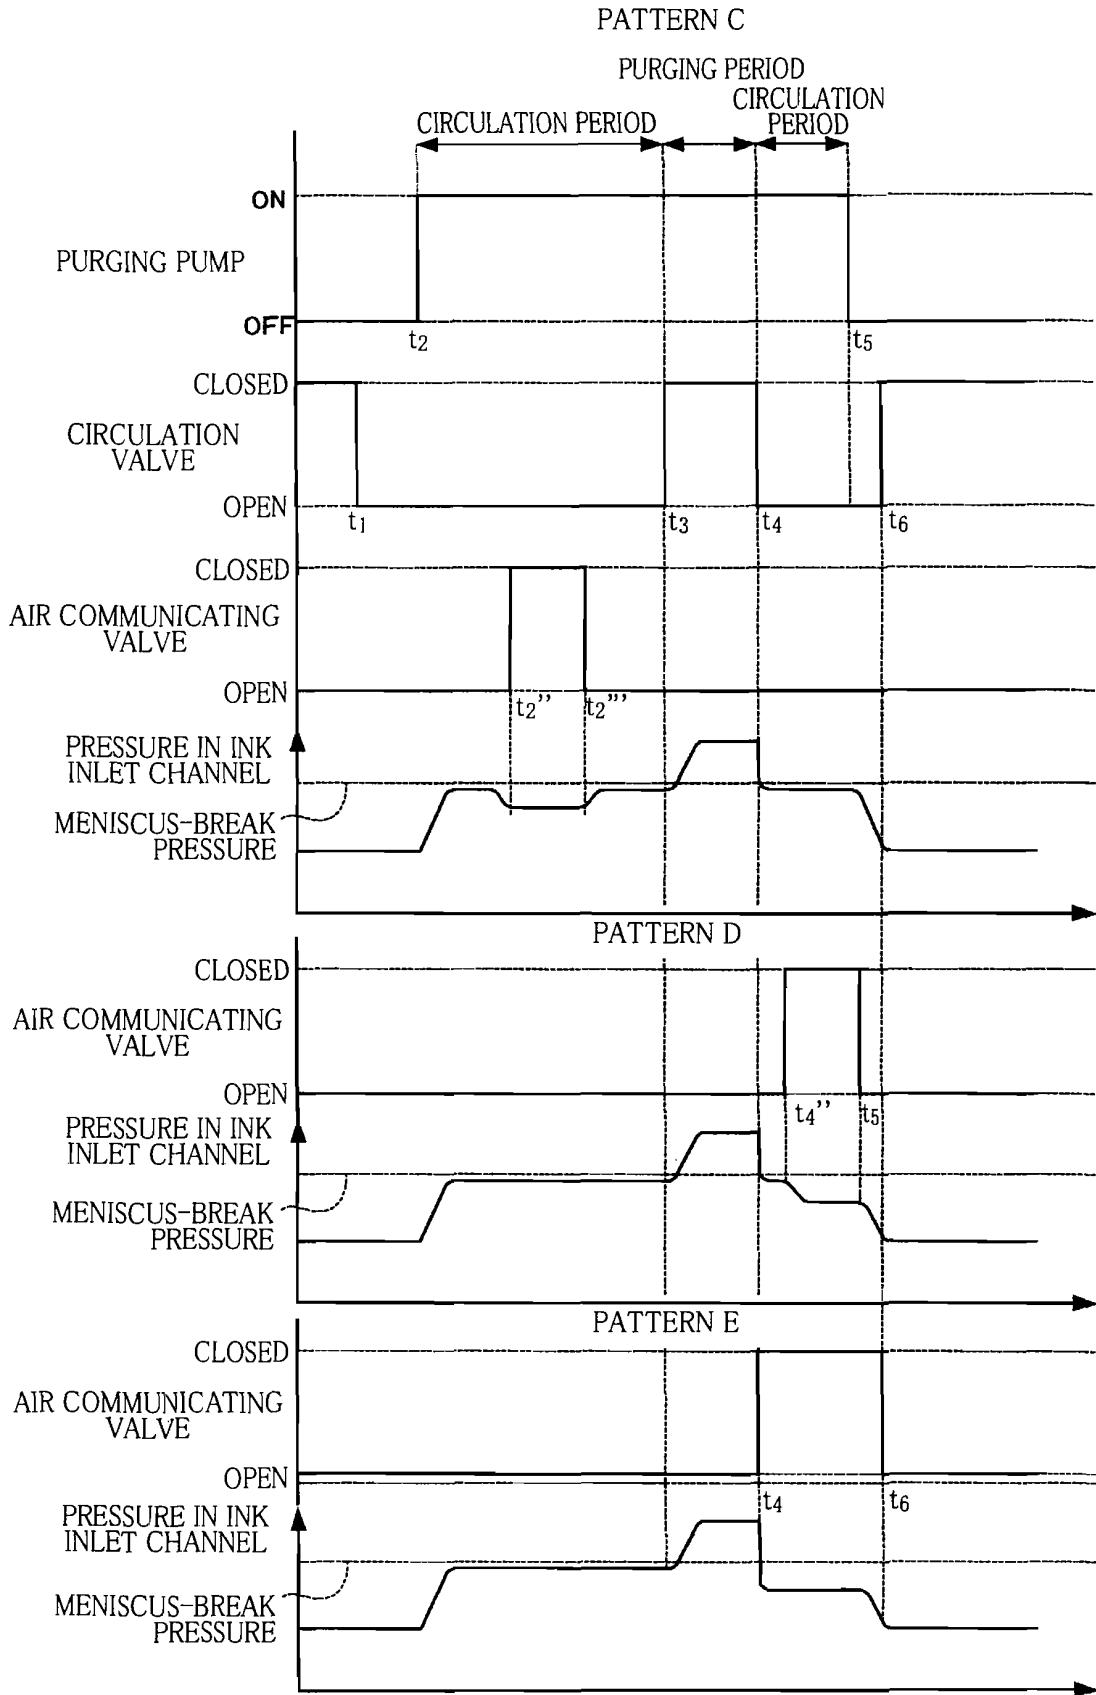 PATTERN C
PURGING PERIOD
CIRCULATION PERIOD
CIRCULATION
PERIOD
ON
PURGING PUMP
OFF
t2
t5
CLOSED
CIRCULATION
VALVE
OPEN
t1
t3
t4
t6
CLOSED
AIR COMMUNICATING
VALVE
OPEN
t2''
t2'''
PRESSURE IN INK
INLET CHANNEL
MENISCUS-BREAK
PRESSURE
PATTERN D
CLOSED
AIR COMMUNICATING
VALVE
OPEN
t4''
t5
PRESSURE IN INK
INLET CHANNEL
MENISCUS-BREAK
PRESSURE
PATTERN E
CLOSED
AIR COMMUNICATING
VALVE
OPEN
t4
t6
PRESSURE IN INK
INLET CHANNEL
MENISCUS-BREAK
PRESSURE